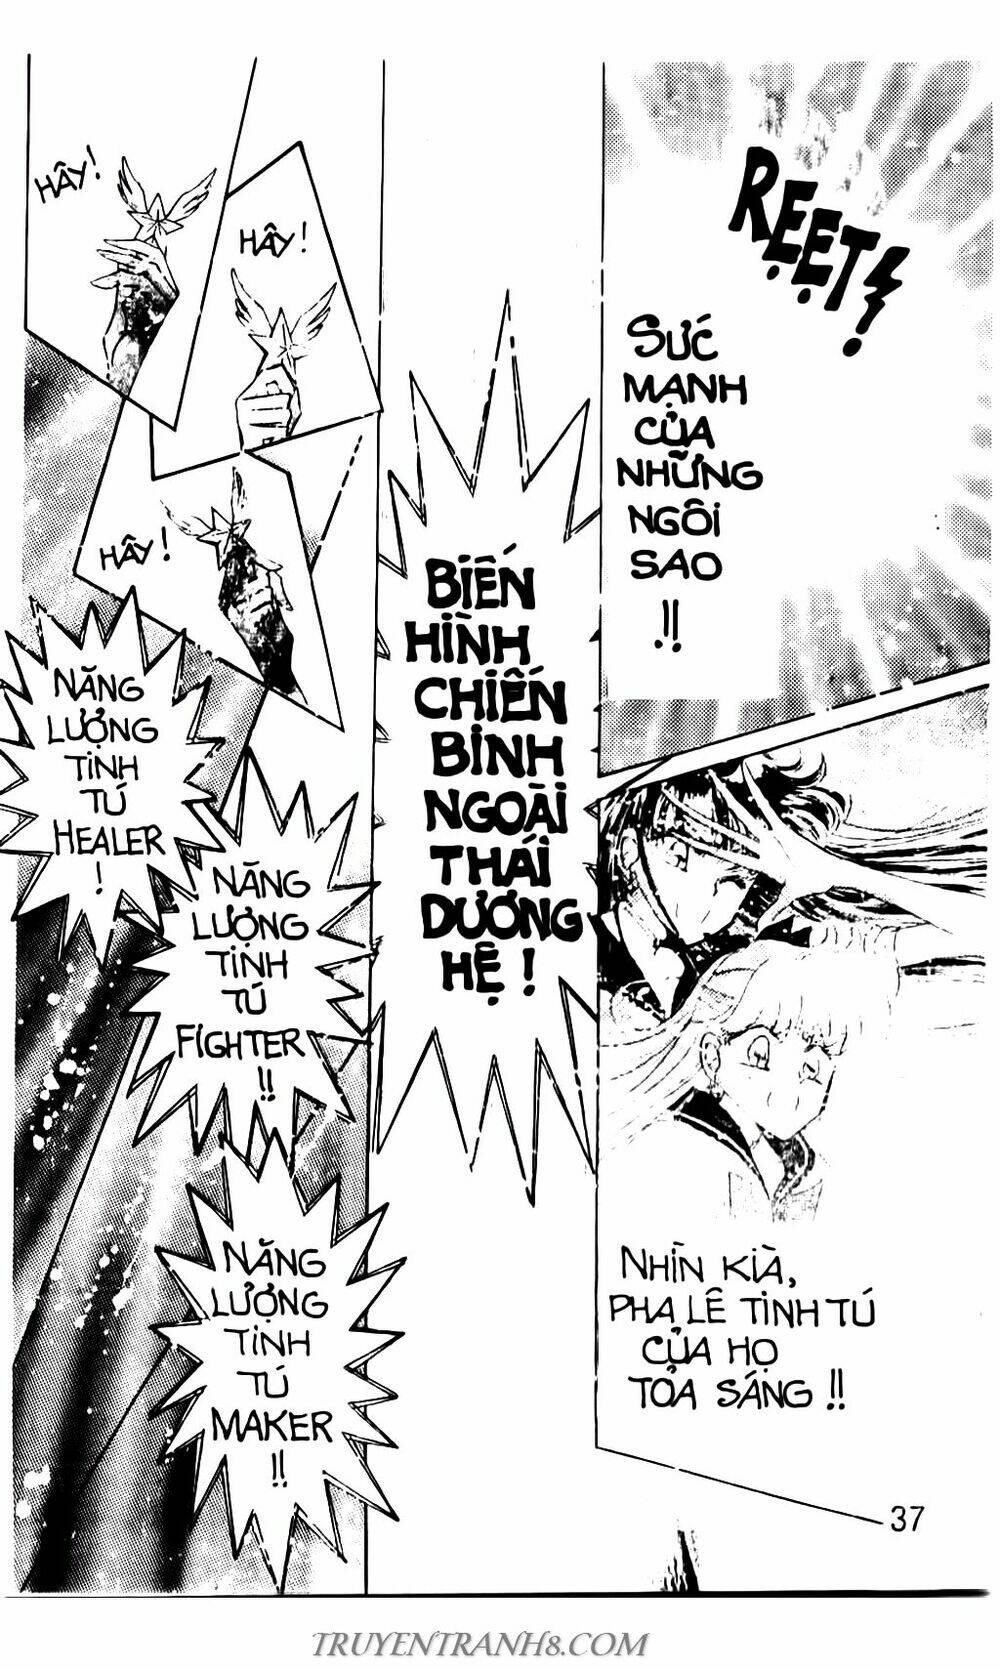 RẸẸT!
SỨC
MẠNH
CỦA
NHỮNG
NGÔI
SAO
!!
NHÌN KÌA,
PHA LÊ TINH TÚ
CỦA HỌ
TỎA SÁNG !!
BIẾN
HÌNH
CHIẾN
BINH
NGOÀI
THÁI
DƯƠNG
HỆ !
HÂY !
HÂY !
HÂY !
NĂNG
LƯỢNG
TINH
TÚ
HEALER
!
NĂNG
LƯỢNG
TINH
TÚ
FIGHTER
!!
NĂNG
LƯỢNG
TINH
TÚ
MAKER
!!
37
TRUYENTRANH8.COM